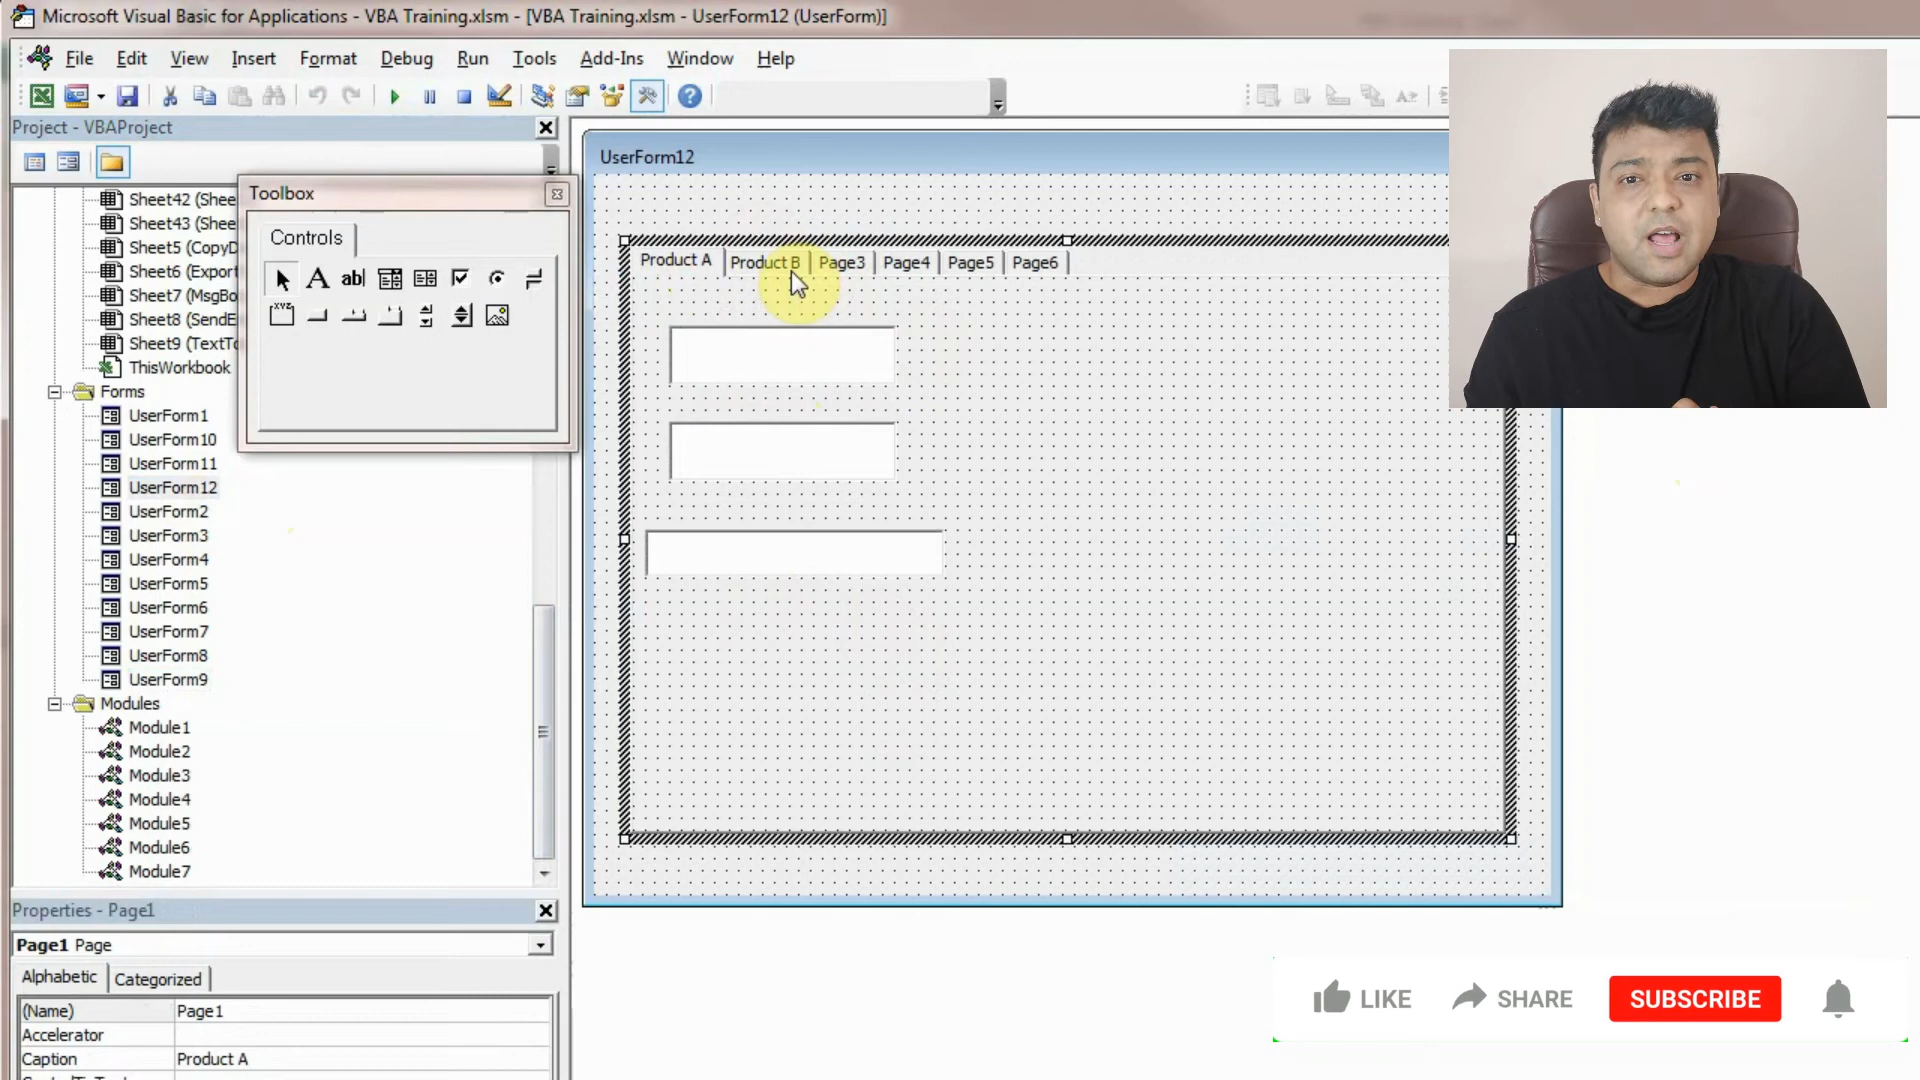 Microsoft Visual Basic for Applications - VBA Training.xlsm - [VBA Training.xlsm - UserForm12 (UserForm)]
File Edit View Insert Format Debug Run Tools Add-Ins Window Help
Project - VBAProject
Sheet42 (Shee
Sheet43 (Shee
Sheet5 (CopyD
Sheet6 (Export
Sheet7 (MsgBo
Sheet8 (SendE
Sheet9 (TextTo
ThisWorkbook
Forms
UserForm1
UserForm10
UserForm11
UserForm12
UserForm2
UserForm3
UserForm4
UserForm5
UserForm6
UserForm7
UserForm8
UserForm9
Modules
Module1
Module2
Module3
Module4
Module5
Module6
Module7
Toolbox
Controls
A ab|
XYZ
UserForm12
Product A Product B Page3 Page4 Page5 Page6
Properties - Page1
Page1 Page
Alphabetic Categorized
(Name) Page1
Accelerator
Caption Product A
LIKE SHARE SUBSCRIBE